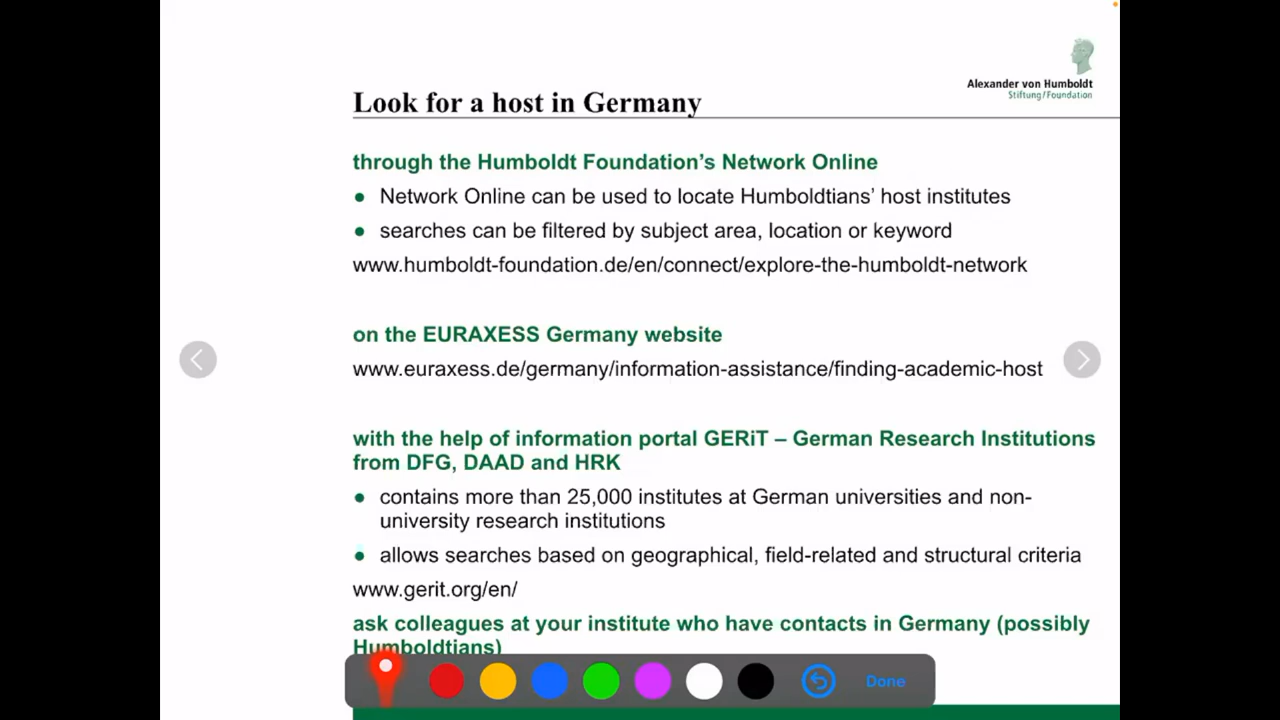 Alexander von Humboldt
Stiftung/Foundation
Look for a host in Germany
through the Humboldt Foundation’s Network Online
● Network Online can be used to locate Humboldtians’ host institutes
● searches can be filtered by subject area, location or keyword
www.humboldt-foundation.de/en/connect/explore-the-humboldt-network
on the EURAXESS Germany website
www.euraxess.de/germany/information-assistance/finding-academic-host
with the help of information portal GERiT – German Research Institutions
from DFG, DAAD and HRK
● contains more than 25,000 institutes at German universities and non-
university research institutions
● allows searches based on geographical, field-related and structural criteria
www.gerit.org/en/
ask colleagues at your institute who have contacts in Germany (possibly
Humboldtians)
Done